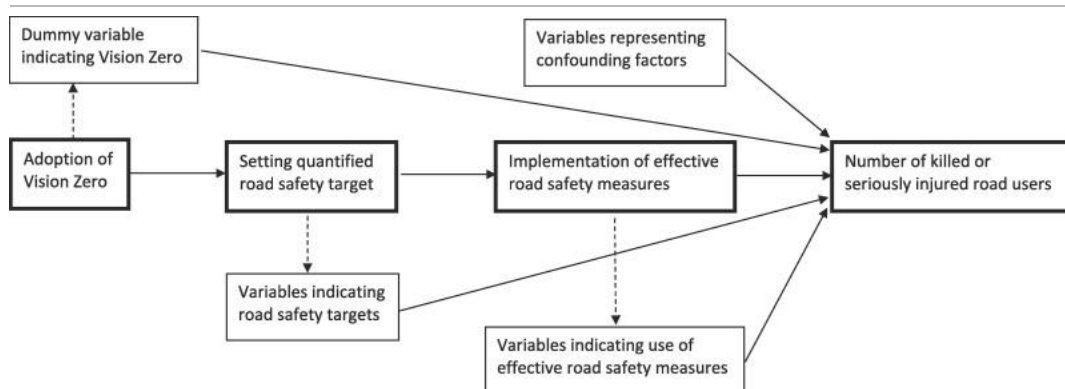 Dummy variable
indicating Vision Zero
Variables representing
confounding factors
Adoption of
Vision Zero
Setting quantified
road safety target
Implementation of effective
road safety measures
Number of killed or
seriously injured road users
Variables indicating
road safety targets
Variables indicating use of
effective road safety measures